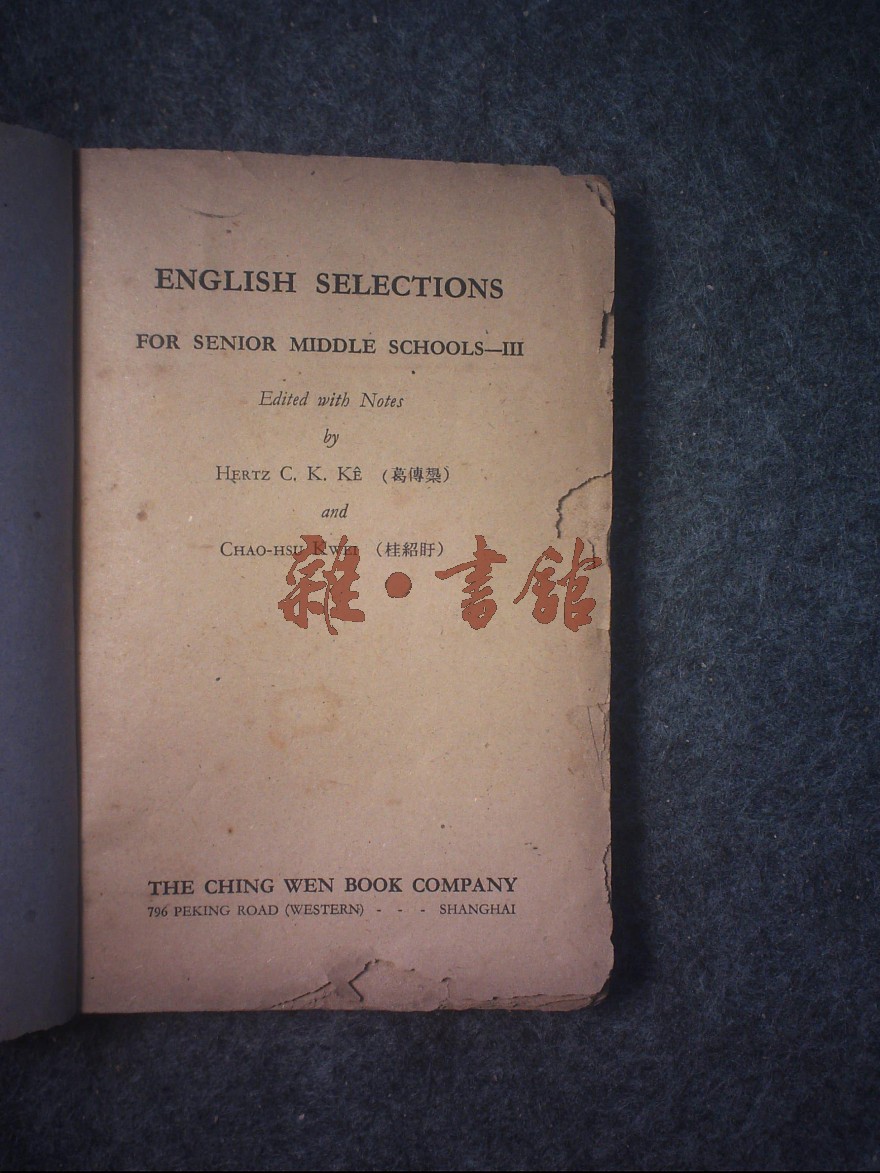 ENGLISH SELECTIONS
FOR SENIOR MIDDLE SCHOOLS—III
Edited with Notes
by
HERTZ C. K. KÊ (葛傳槼)
and
CHAO-HSU KWEI (桂紹盱)
雜·書舘
THE CHING WEN BOOK COMPANY
796 PEKING ROAD (WESTERN) - - - SHANGHAI